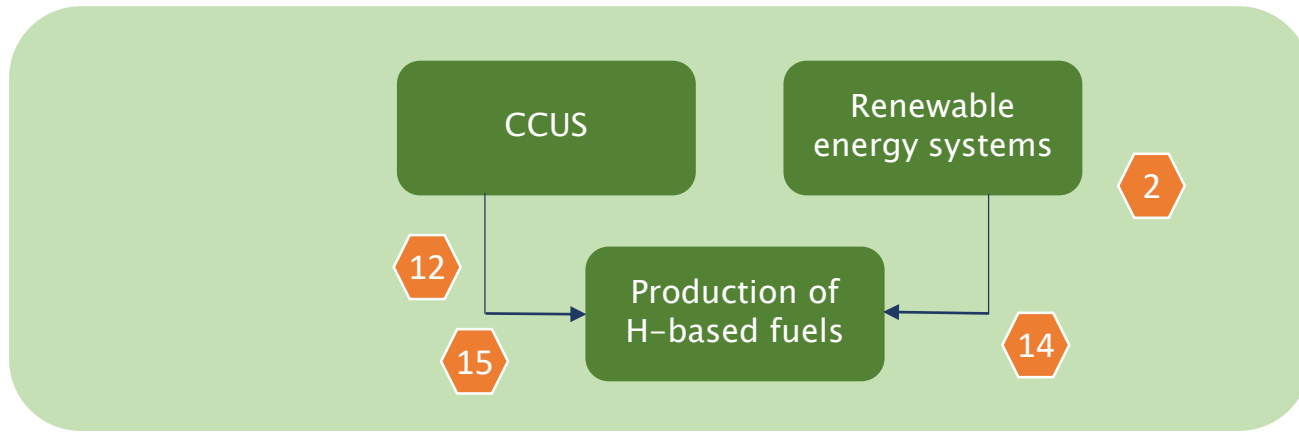 CCUS
Renewable
energy systems
2
12
Production of
H-based fuels
15
14